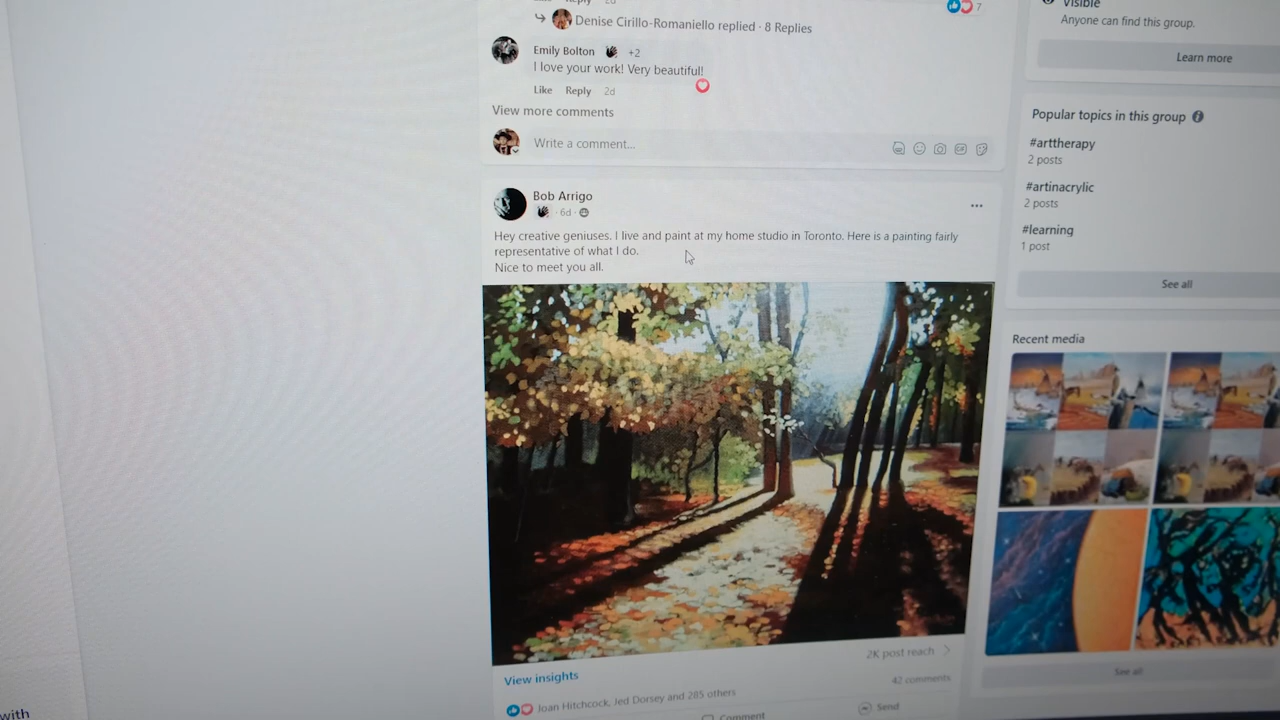 Reply 2d
7
Denise Cirillo-Romaniello replied · 8 Replies
Emily Bolton +2
I love your work! Very beautiful!
Like Reply 2d
View more comments
Write a comment...
GIF
Bob Arrigo
· 6d ·
Hey creative geniuses. I live and paint at my home studio in Toronto. Here is a painting fairly
representative of what I do.
Nice to meet you all.
2K post reach
View insights
42 comments
Joan Hitchcock, Jed Dorsey and 285 others
Comment
Send
Visible
Anyone can find this group.
Learn more
Popular topics in this group
#arttherapy
2 posts
#artinacrylic
2 posts
#learning
1 post
See all
Recent media
See all
with